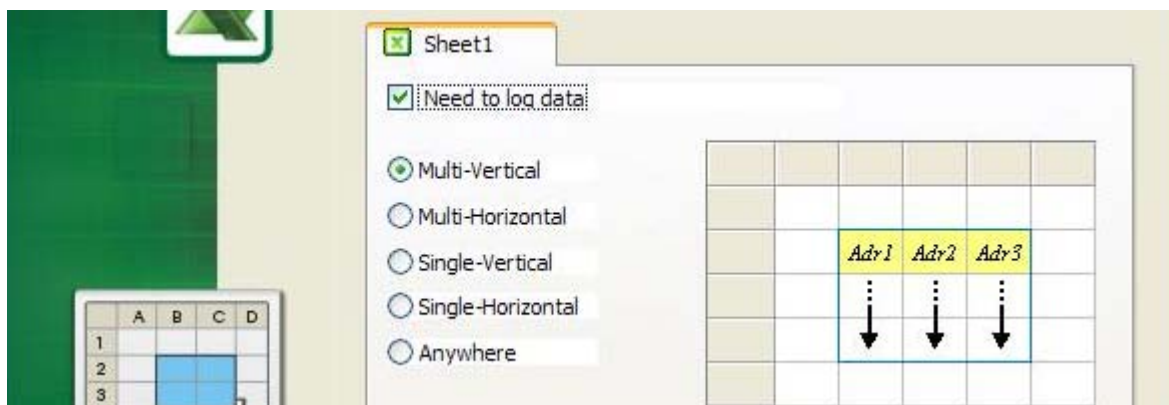 Sheet1
Need to log data
Multi-Vertical
Multi-Horizontal
Single-Vertical
Single-Horizontal
Anywhere
Adr1 Adr2 Adr3
A B C D
1
2
3